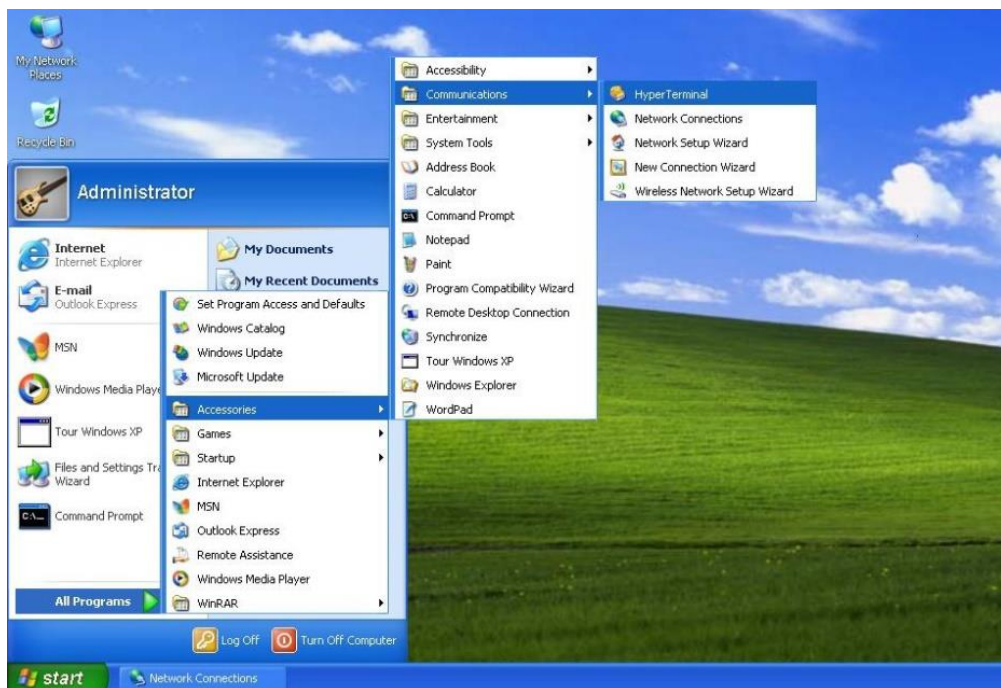 My Network
Places
Recycle Bin
Administrator
Internet
Internet Explorer
E-mail
Outlook Express
MSN
Windows Media Playe
Tour Windows XP
Files and Settings Tra
Wizard
Command Prompt
All Programs
My Documents
My Recent Documents
Set Program Access and Defaults
Windows Catalog
Windows Update
Microsoft Update
Accessories
Games
Startup
Internet Explorer
MSN
Outlook Express
Remote Assistance
Windows Media Player
WinRAR
Accessibility
Communications
Entertainment
System Tools
Address Book
Calculator
Command Prompt
Notepad
Paint
Program Compatibility Wizard
Remote Desktop Connection
Synchronize
Tour Windows XP
Windows Explorer
WordPad
HyperTerminal
Network Connections
Network Setup Wizard
New Connection Wizard
Wireless Network Setup Wizard
Log Off
Turn Off Computer
start
Network Connections